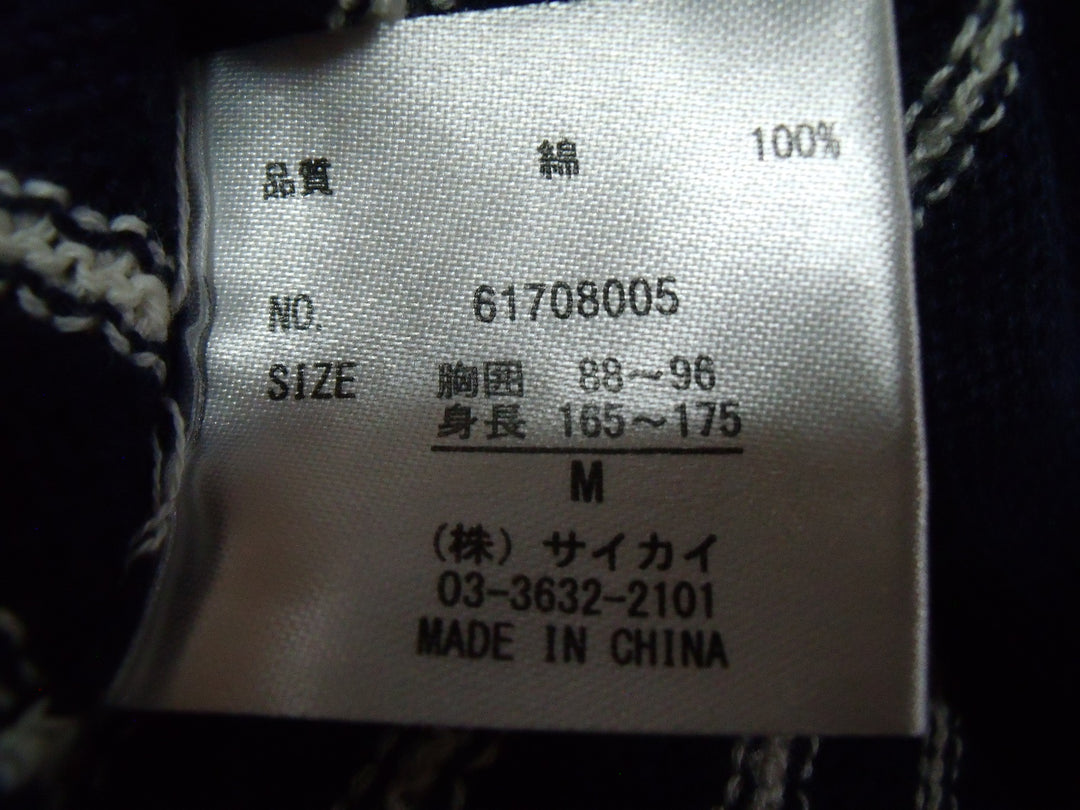 品質 綿 100%
NO. 61708005
SIZE 胸囲 88～96
身長 165～175
M
(株) サイカイ
03-3632-2101
MADE IN CHINA